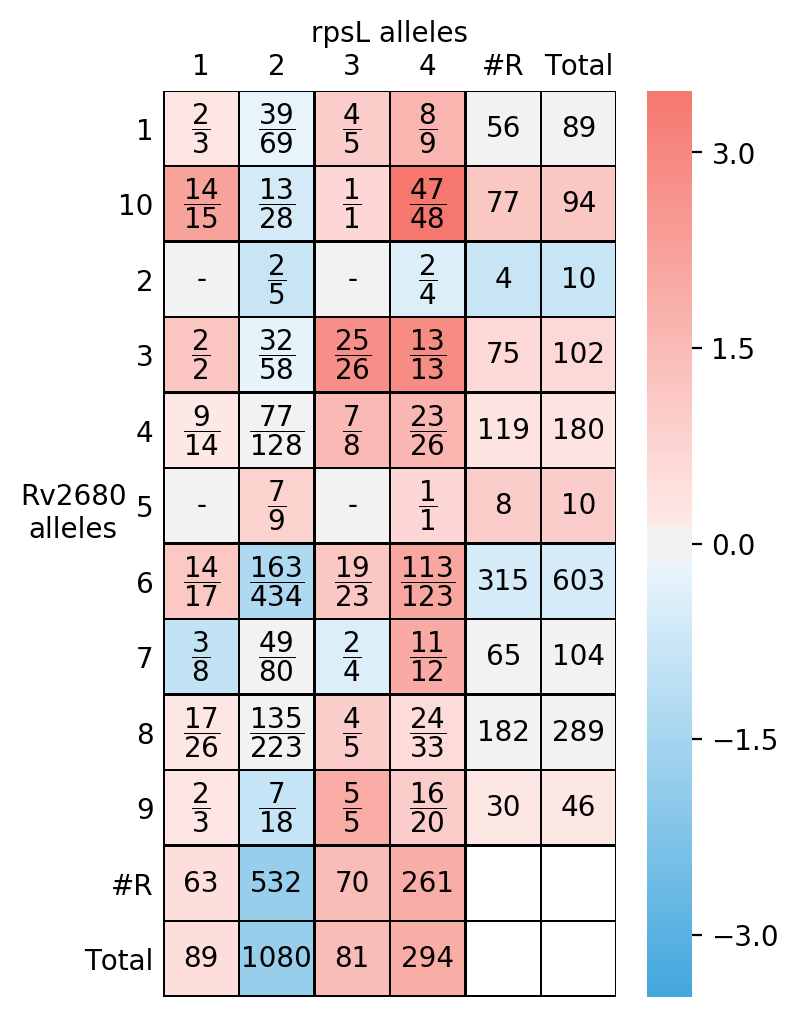 rpsL alleles
1 2 3 4 #R Total
1 2/3 39/69 4/5 8/9 56 89
10 14/15 13/28 1/1 47/48 77 94
2 - 2/5 - 2/4 4 10
3 2/2 32/58 25/26 13/13 75 102
4 9/14 77/128 7/8 23/26 119 180
Rv2680
alleles
5 - 7/9 - 1/1 8 10
6 14/17 163/434 19/23 113/123 315 603
7 3/8 49/80 2/4 11/12 65 104
8 17/26 135/223 4/5 24/33 182 289
9 2/3 7/18 5/5 16/20 30 46
#R 63 532 70 261
Total 89 1080 81 294
3.0
1.5
0.0
−1.5
−3.0